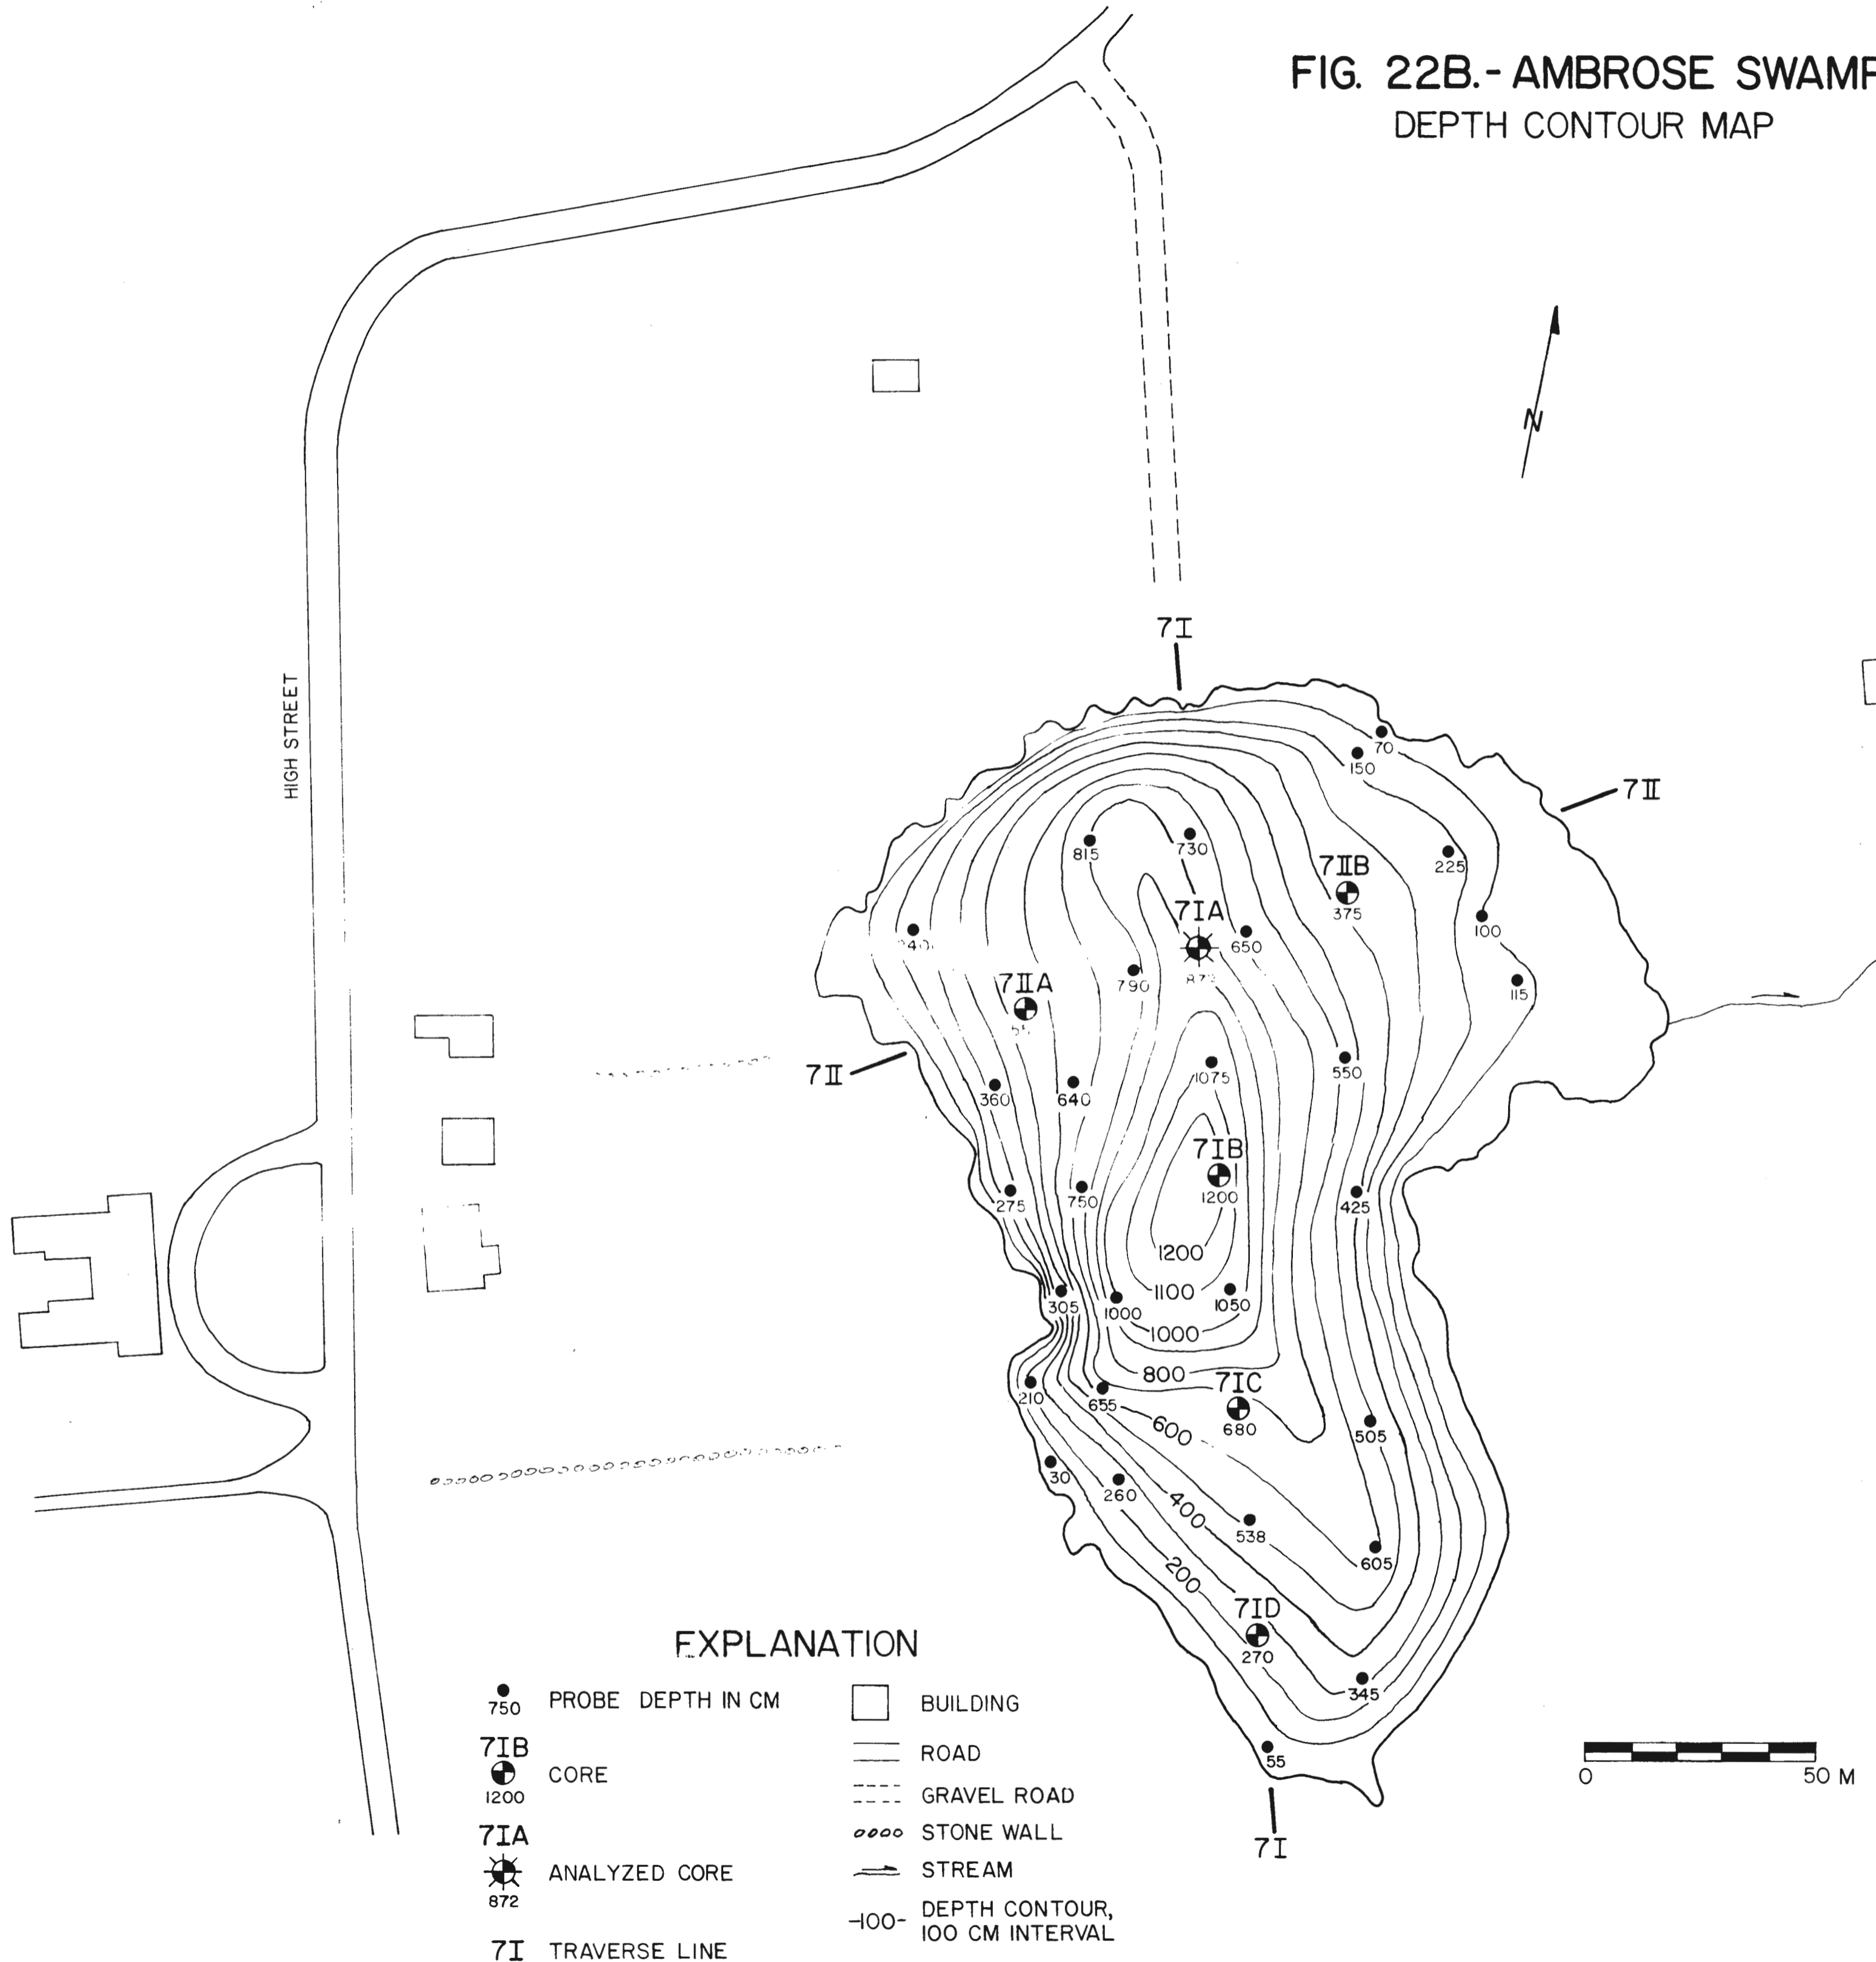 FIG. 22B.- AMBROSE SWAMP
DEPTH CONTOUR MAP
N
HIGH STREET
7I
70
150
7II
815
730
225
7IIB
375
7IA
100
650
790
7IIA
115
7II
1075
550
360
640
7IB
1200
275
750
425
1200
1100
305
1000
1050
1000
800
7IC
680
210
655
600
505
30
260
400
538
605
200
7ID
270
345
55
7I
0 50 M
EXPLANATION
750 PROBE DEPTH IN CM
7IB
CORE
1200
7IA
ANALYZED CORE
872
7I TRAVERSE LINE
BUILDING
ROAD
GRAVEL ROAD
STONE WALL
STREAM
-100- DEPTH CONTOUR,
100 CM INTERVAL